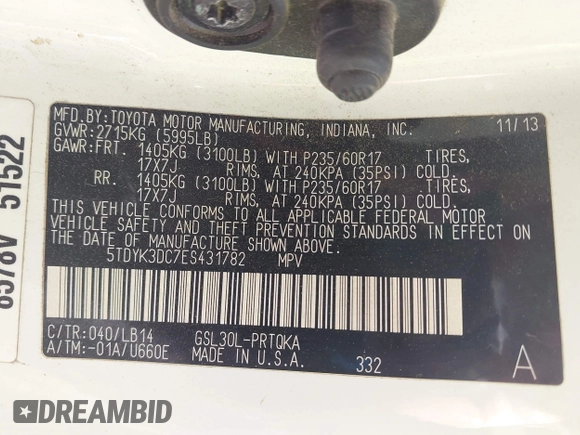 MFD.BY:TOYOTA MOTOR MANUFACTURING, INDIANA, INC. 11/13
GVWR:2715KG (5995LB)
GAWR:FRT. 1405KG (3100LB) WITH P235/60R17 TIRES,
17X7J RIMS, AT 240KPA (35PSI) COLD.
RR. 1405KG (3100LB) WITH P235/60R17 TIRES,
17X7J RIMS, AT 240KPA (35PSI) COLD.
THIS VEHICLE CONFORMS TO ALL APPLICABLE FEDERAL MOTOR
VEHICLE SAFETY AND THEFT PREVENTION STANDARDS IN EFFECT ON
THE DATE OF MANUFACTURE SHOWN ABOVE.
5TDYK3DC7ES431782 MPV
C/TR:040/LB14 GSL30L-PRTQKA
A/TM:-01A/U660E MADE IN U.S.A. 332 A
51522
DREAMBID
DREAMBID.COM